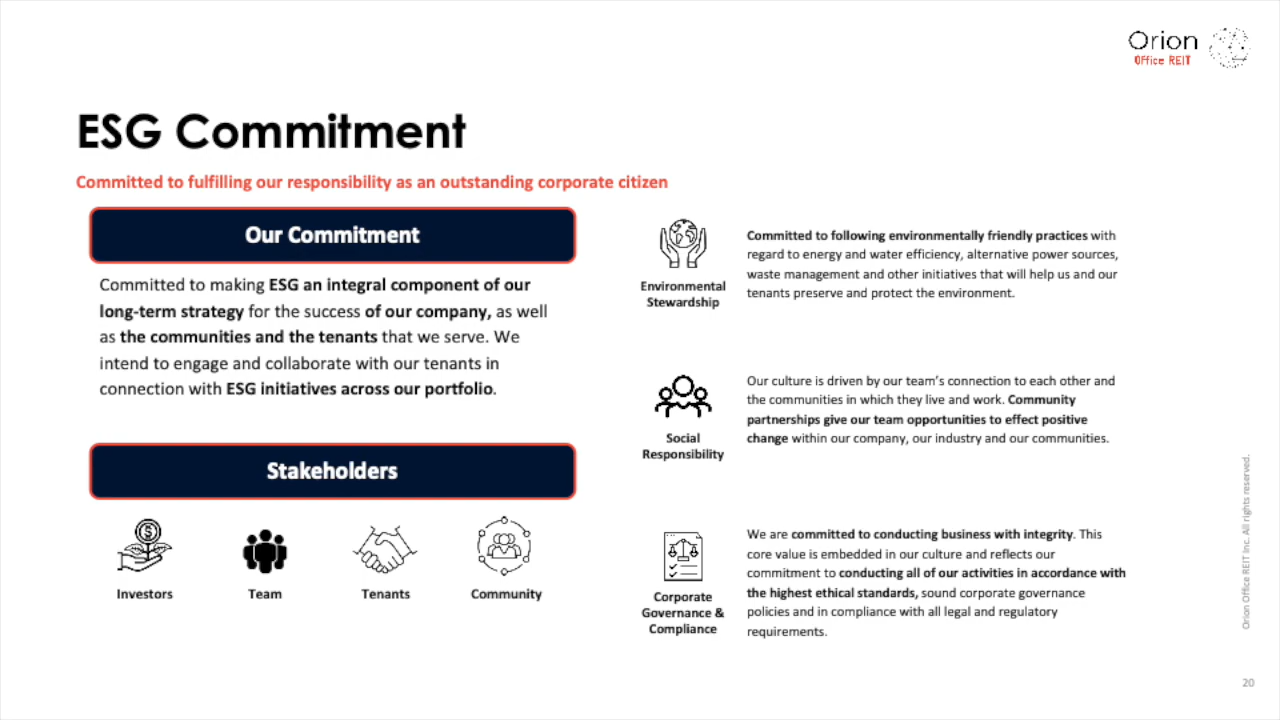 Orion
Office REIT
ESG Commitment
Committed to fulfilling our responsibility as an outstanding corporate citizen
Our Commitment
Committed to making ESG an integral component of our
long-term strategy for the success of our company, as well
as the communities and the tenants that we serve. We
intend to engage and collaborate with our tenants in
connection with ESG initiatives across our portfolio.
Stakeholders
Investors
Team
Tenants
Community
Environmental
Stewardship
Committed to following environmentally friendly practices with
regard to energy and water efficiency, alternative power sources,
waste management and other initiatives that will help us and our
tenants preserve and protect the environment.
Social
Responsibility
Our culture is driven by our team's connection to each other and
the communities in which they live and work. Community
partnerships give our team opportunities to effect positive
change within our company, our industry and our communities.
Corporate
Governance &
Compliance
We are committed to conducting business with integrity. This
core value is embedded in our culture and reflects our
commitment to conducting all of our activities in accordance with
the highest ethical standards, sound corporate governance
policies and in compliance with all legal and regulatory
requirements.
Orion Office REIT Inc. All rights reserved.
20